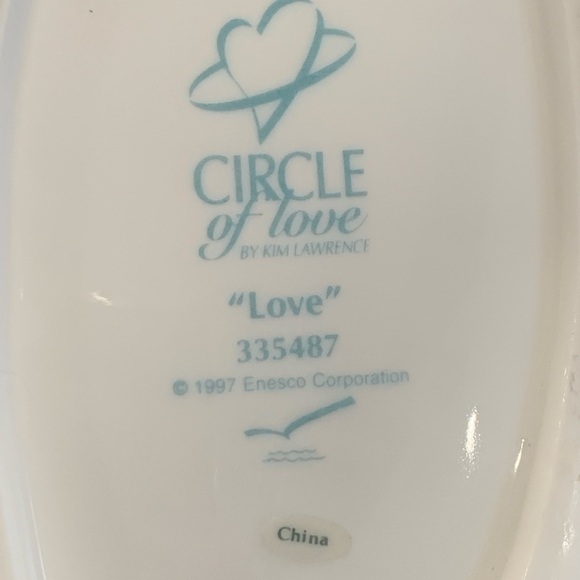 CIRCLE
of love
BY KIM LAWRENCE
"Love"
335487
© 1997 Enesco Corporation
China